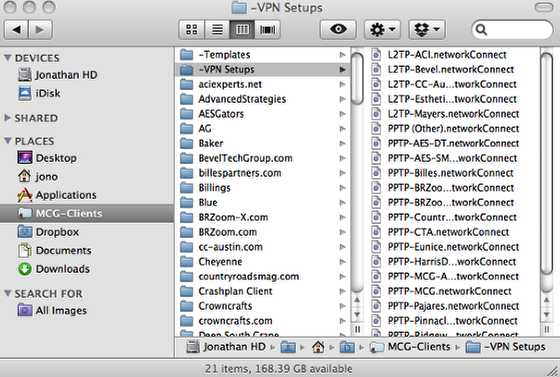 -VPN Setups
DEVICES
Jonathan HD
iDisk
SHARED
PLACES
Desktop
jono
Applications
MCG-Clients
Dropbox
Documents
Downloads
SEARCH FOR
All Images
-Templates
-VPN Setups
aciexperts.net
AdvancedStrategies
AESGators
AG
Baker
BevelTechGroup.com
billespartners.com
Billings
Blue
BRZoom-X.com
BRZoom.com
cc-austin.com
Cheyenne
countryroadsmag.com
Crashplan Client
Crowncrafts
crowncrafts.com
Deep South Crane
L2TP-ACI.networkConnect
L2TP-Bevel.networkConnect
L2TP-CC-Au...tworkConnect
L2TP-Estheti...tworkConnect
L2TP-Mayers.networkConnect
PPTP (Other).networkConnect
PPTP-AES-DT.networkConnect
PPTP-AES-SM...tworkConnect
PPTP-Billes.networkConnect
PPTP-BRZoo...tworkConnect
PPTP-BRZoo...tworkConnect
PPTP-Countr...tworkConnect
PPTP-CTA.networkConnect
PPTP-Eunice.networkConnect
PPTP-HarrisD...tworkConnect
PPTP-MCG-A...tworkConnect
PPTP-MCG-...tworkConnect
PPTP-Pajares.networkConnect
PPTP-Pinnacl...tworkConnect
Jonathan HD
MCG-Clients
-VPN Setups
21 items, 168.39 GB available